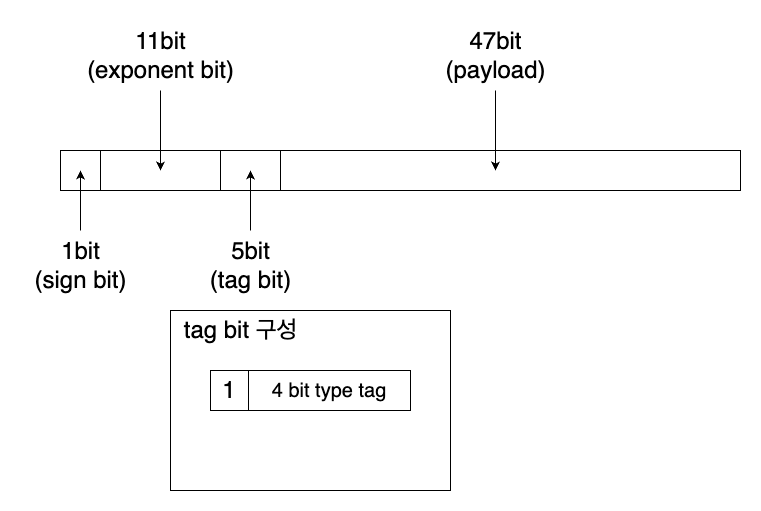 11bit
(exponent bit)
47bit
(payload)
1bit
(sign bit)
5bit
(tag bit)
tag bit 구성
1
4 bit type tag